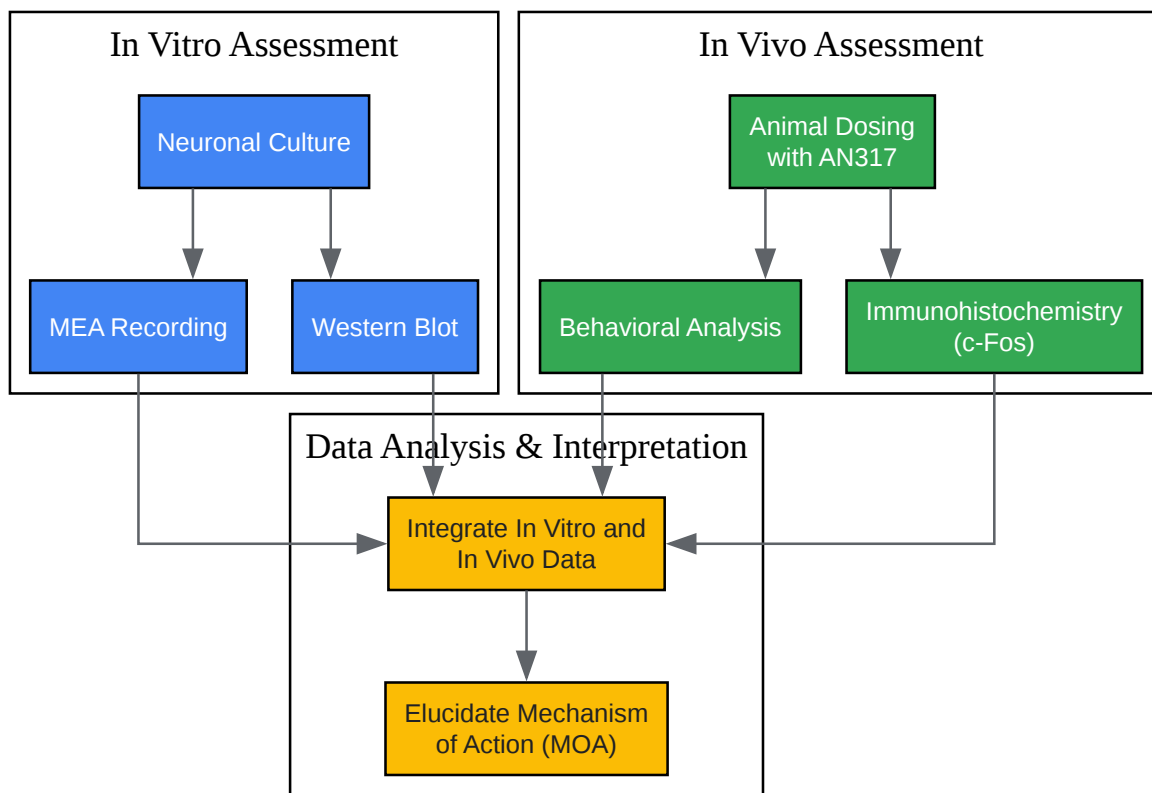 In Vitro Assessment
Neuronal Culture
MEA Recording
Western Blot
In Vivo Assessment
Animal Dosing
with AN317
Behavioral Analysis
Immunohistochemistry
(c-Fos)
Data Analysis & Interpretation
Integrate In Vitro and
In Vivo Data
Elucidate Mechanism
of Action (MOA)